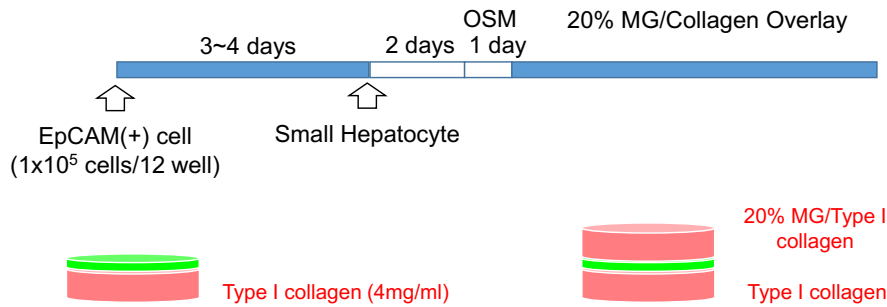 OSM
20% MG/Collagen Overlay
3~4 days
2 days
1 day
EpCAM(+) cell
(1x10⁵ cells/12 well)
Small Hepatocyte
20% MG/Type I
collagen
Type I collagen (4mg/ml)
Type I collagen